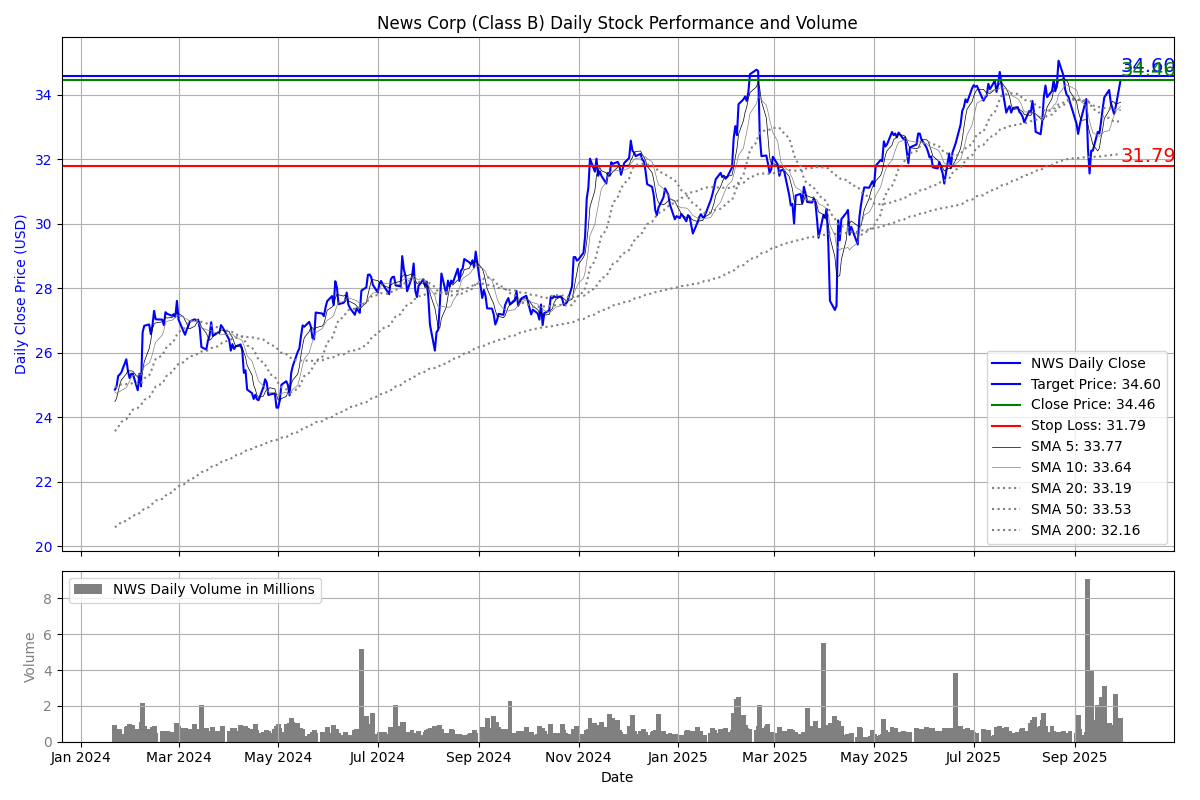 News Corp (Class B) Daily Stock Performance and Volume
34.60
34.46
31.79
Daily Close Price (USD)
34
32
30
28
26
24
22
20
NWS Daily Close
Target Price: 34.60
Close Price: 34.46
Stop Loss: 31.79
SMA 5: 33.77
SMA 10: 33.64
SMA 20: 33.19
SMA 50: 33.53
SMA 200: 32.16
NWS Daily Volume in Millions
Volume
8
6
4
2
0
Jan 2024 Mar 2024 May 2024 Jul 2024 Sep 2024 Nov 2024 Jan 2025 Mar 2025 May 2025 Jul 2025 Sep 2025
Date